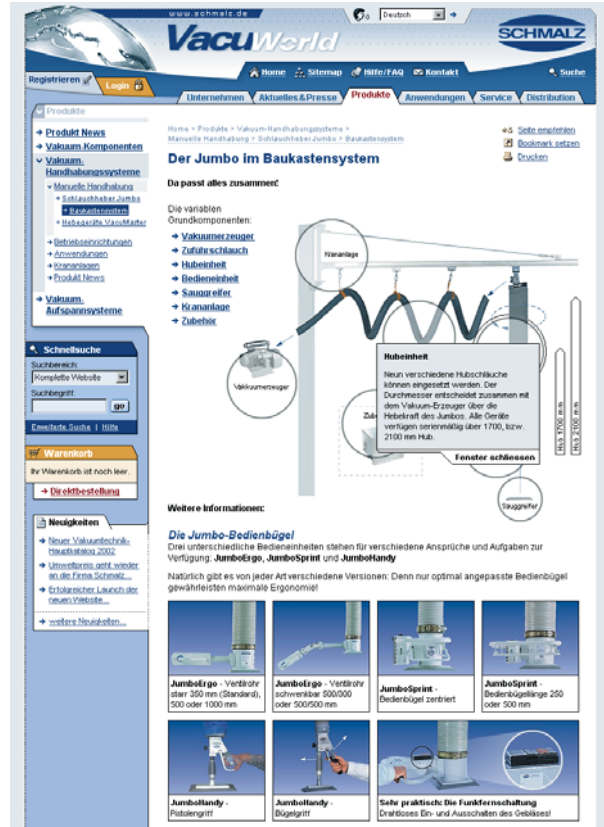 www.schmalz.de
Deutsch
VacuWorld
SCHMALZ
Home Sitemap Hilfe/FAQ Kontakt Suche
Registrieren
Login
Unternehmen Aktuelles & Presse Produkte Anwendungen Service Distribution
Produkte
Produkt News
Vakuum-Komponenten
Vakuum-
Handhabungssysteme
Manuelle Handhabung
Schlauchheber Jumbo
Baukastensystem
Hebegeräte VacuMaster
Betriebseinrichtungen
Anwendungen
Krananlagen
Produkt News
Vakuum-
Aufspannsysteme
Schnellsuche
Suchbereich:
Komplette Website
Suchbegriff:
go
Erweiterte Suche | Hilfe
Warenkorb
Ihr Warenkorb ist noch leer.
Direktbestellung
Neuigkeiten
Neuer Vakuumtechnik-
Hauptkatalog 2002
Umweltpreis geht wieder
an die Firma Schmalz...
Erfolgreicher Launch der
neuen Website...
weitere Neuigkeiten...
Home > Produkte > Vakuum-Handhabungssysteme >
Manuelle Handhabung > Schlauchheber Jumbo > Baukastensystem
Seite empfehlen
Bookmark setzen
Drucken
Der Jumbo im Baukastensystem
Da passt alles zusammen!
Die variablen
Grundkomponenten:
Vakuumerzeuger
Zuführschlauch
Hubeinheit
Bedieneinheit
Sauggreifer
Krananlage
Zubehör
Krananlage
Vakkuumerzeuger
Zub
Hubeinheit
Neun verschiedene Hubschläuche
können eingesetzt werden. Der
Durchmesser entscheidet zusammen mit
dem Vakuum-Erzeuger über die
Hebekraft des Jumbos. Alle Geräte
verfügen serienmäßig über 1700, bzw.
2100 mm Hub.
Fenster schliessen
Hub 1700 mm
Hub 2100 mm
Sauggreifer
Weitere Informationen:
Die Jumbo-Bedienbügel
Drei unterschiedliche Bedieneinheiten stehen für verschiedene Ansprüche und Aufgaben zur
Verfügung: JumboErgo, JumboSprint und JumboHandy
Natürlich gibt es von jeder Art verschiedene Versionen: Denn nur optimal angepasste Bedienbügel
gewährleisten maximale Ergonomie!
JumboErgo - Ventilrohr
starr 350 mm (Standard),
500 oder 1000 mm
JumboErgo - Ventilrohr
schwenkbar 500/300
oder 500/500 mm
JumboSprint -
Bedienbügel zentriert
JumboSprint -
Bedienbügellänge 250
oder 500 mm
JumboHandy -
Pistolengriff
JumboHandy -
Bügelgriff
Sehr praktisch: Die Funkfernschaltung
Drahtloses Ein- und Ausschalten des Gebläses!